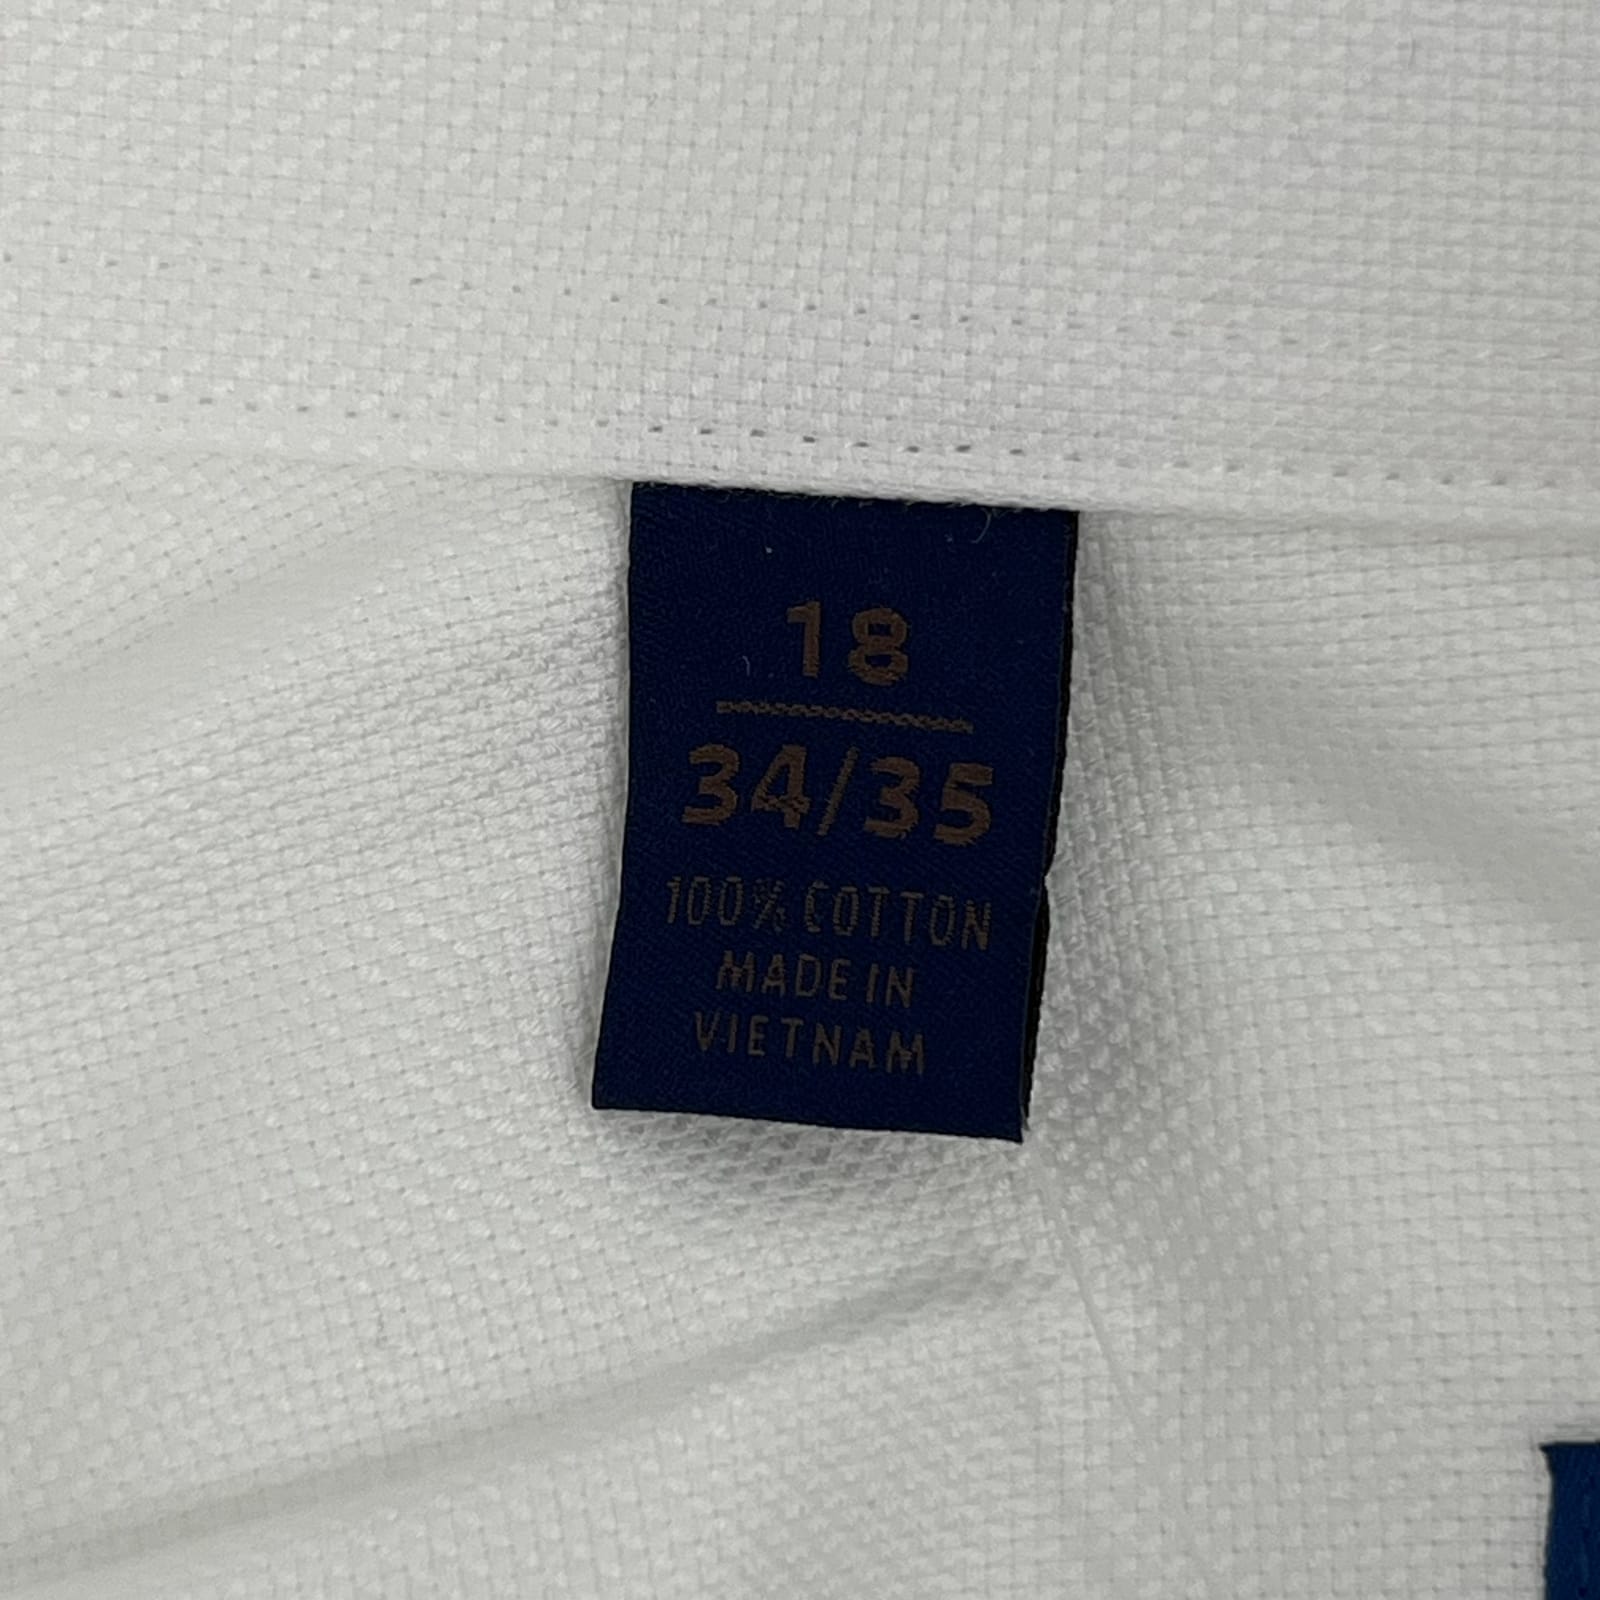 18
34/35
100% COTTON
MADE IN
VIETNAM